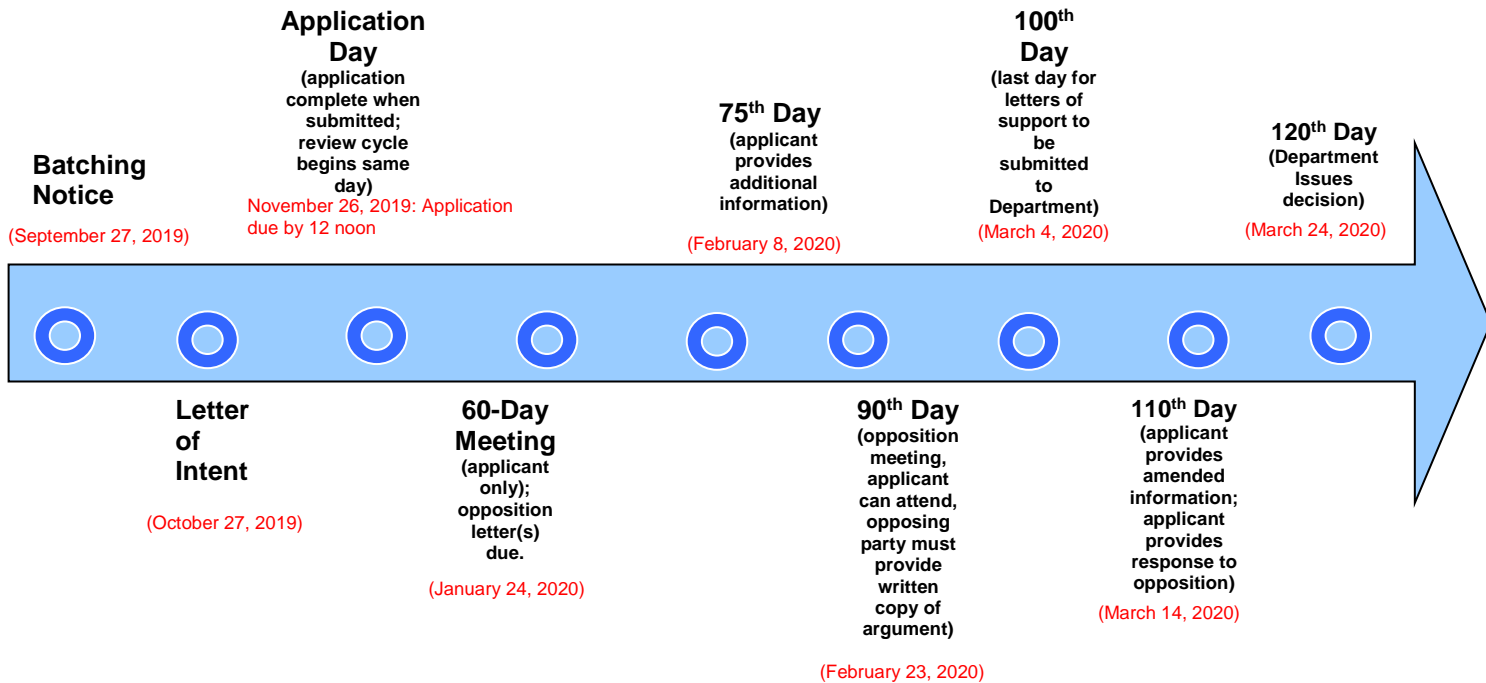 Batching
Notice
(September 27, 2019)
Letter
of
Intent
(October 27, 2019)
Application
Day
(application
complete when
submitted;
review cycle
begins same
day)
November 26, 2019: Application
due by 12 noon
60-Day
Meeting
(applicant
only);
opposition
letter(s)
due.
(January 24, 2020)
75th Day
(applicant
provides
additional
information)
(February 8, 2020)
90th Day
(opposition
meeting,
applicant
can attend,
opposing
party must
provide
written
copy of
argument)
(February 23, 2020)
100th
Day
(last day for
letters of
support to
be
submitted
to
Department)
(March 4, 2020)
110th Day
(applicant
provides
amended
information;
applicant
provides
response to
opposition)
(March 14, 2020)
120th Day
(Department
Issues
decision)
(March 24, 2020)